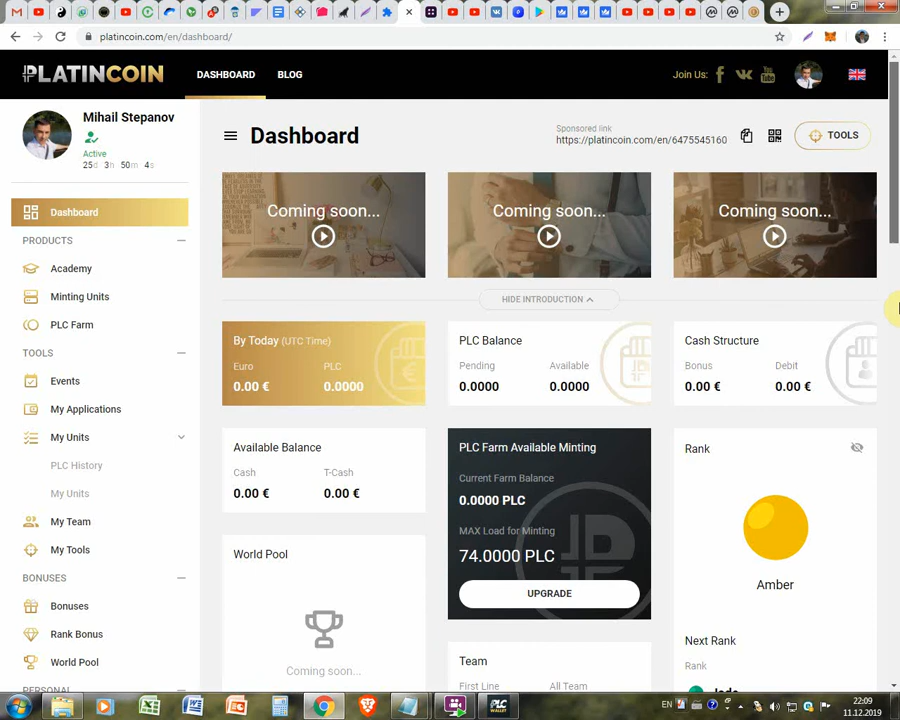 platincoin.com/en/dashboard/
PLATINCOIN
DASHBOARD
BLOG
Join Us:
You
Tube
Mihail Stepanov
Active
25d 3h 50m 4s
Dashboard
Sponsored link
https://platincoin.com/en/6475545160
TOOLS
Dashboard
PRODUCTS
Academy
Minting Units
PLC Farm
TOOLS
Events
My Applications
My Units
PLC History
My Units
My Team
My Tools
BONUSES
Bonuses
Rank Bonus
World Pool
PERSONAL
Coming soon...
Coming soon...
Coming soon...
HIDE INTRODUCTION
By Today (UTC Time)
Euro
PLC
0.00 €
0.0000
PLC Balance
Pending
Available
0.0000
0.0000
Cash Structure
Bonus
Debit
0.00 €
0.00 €
Available Balance
Cash
T-Cash
0.00 €
0.00 €
PLC Farm Available Minting
Current Farm Balance
0.0000 PLC
MAX Load for Minting
74.0000 PLC
UPGRADE
Rank
Amber
Next Rank
Rank
Jade
World Pool
Coming soon...
Team
First Line
All Team
PLC
WALLET
EN
22:09
11.12.2019